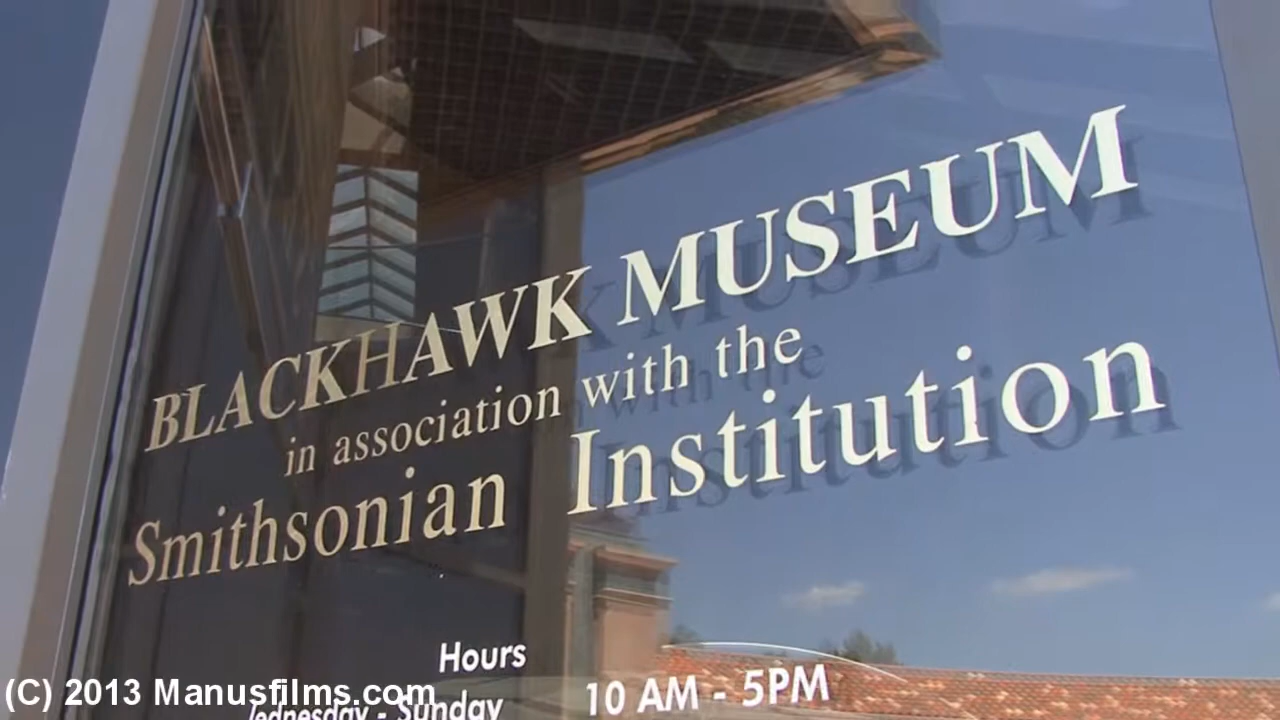 BLACKHAWK MUSEUM
in association with the
Smithsonian Institution
Hours
Wednesday - Sunday 10 AM - 5PM
(C) 2013 Manusfilms.com